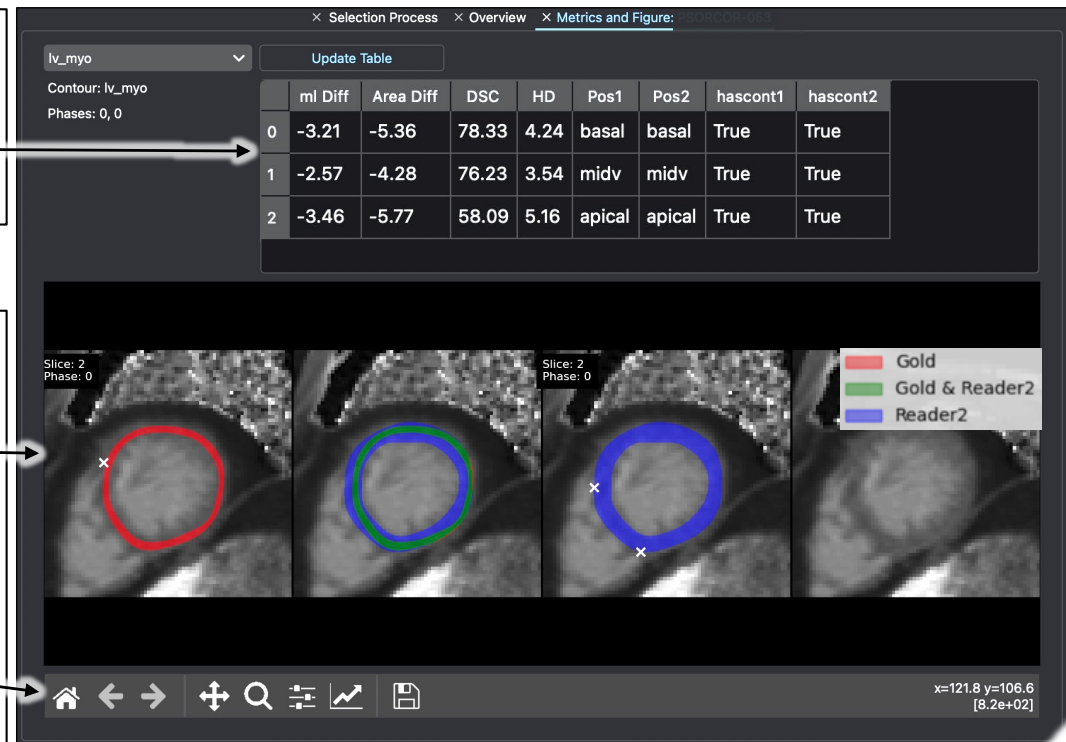 × Selection Process × Overview × Metrics and Figure:
lv_myo Update Table
Contour: lv_myo
Phases: 0, 0
ml Diff Area Diff DSC HD Pos1 Pos2 hascont1 hascont2
0 -3.21 -5.36 78.33 4.24 basal basal True True
1 -2.57 -4.28 76.23 3.54 midv midv True True
2 -3.46 -5.77 58.09 5.16 apical apical True True
Slice: 2
Phase: 0
Slice: 2
Phase: 0
Gold
Gold & Reader2
Reader2
x=121.8 y=106.6
[8.2e+02]